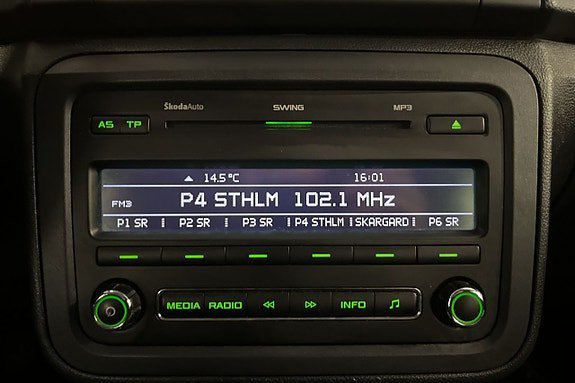 ŠkodaAuto SWING MP3
AS TP
14.5°C 16:01
FM3 P4 STHLM 102.1 MHz
P1 SR P2 SR P3 SR P4 STHLM SKARGARD P6 SR
MEDIA RADIO INFO